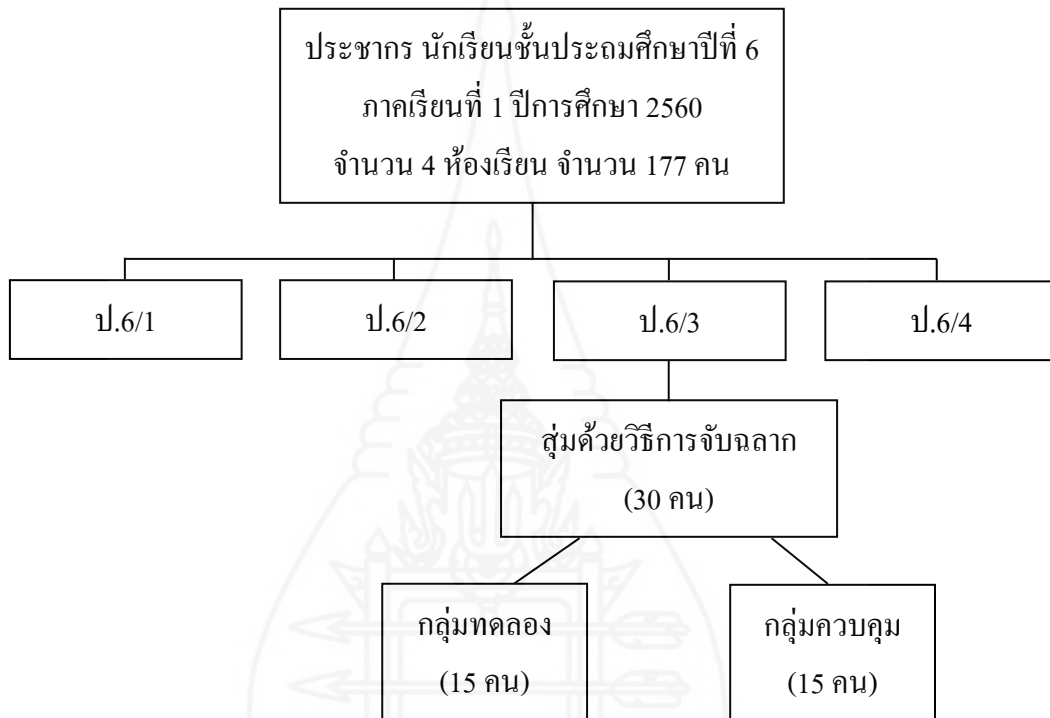 ประชากร นักเรียนชั้นประถมศึกษาปีที่ 6
ภาคเรียนที่ 1 ปีการศึกษา 2560
จำนวน 4 ห้องเรียน จำนวน 177 คน
ป.6/1
ป.6/2
ป.6/3
ป.6/4
สุ่มด้วยวิธีการจับฉลาก
(30 คน)
กลุ่มทดลอง
(15 คน)
กลุ่มควบคุม
(15 คน)